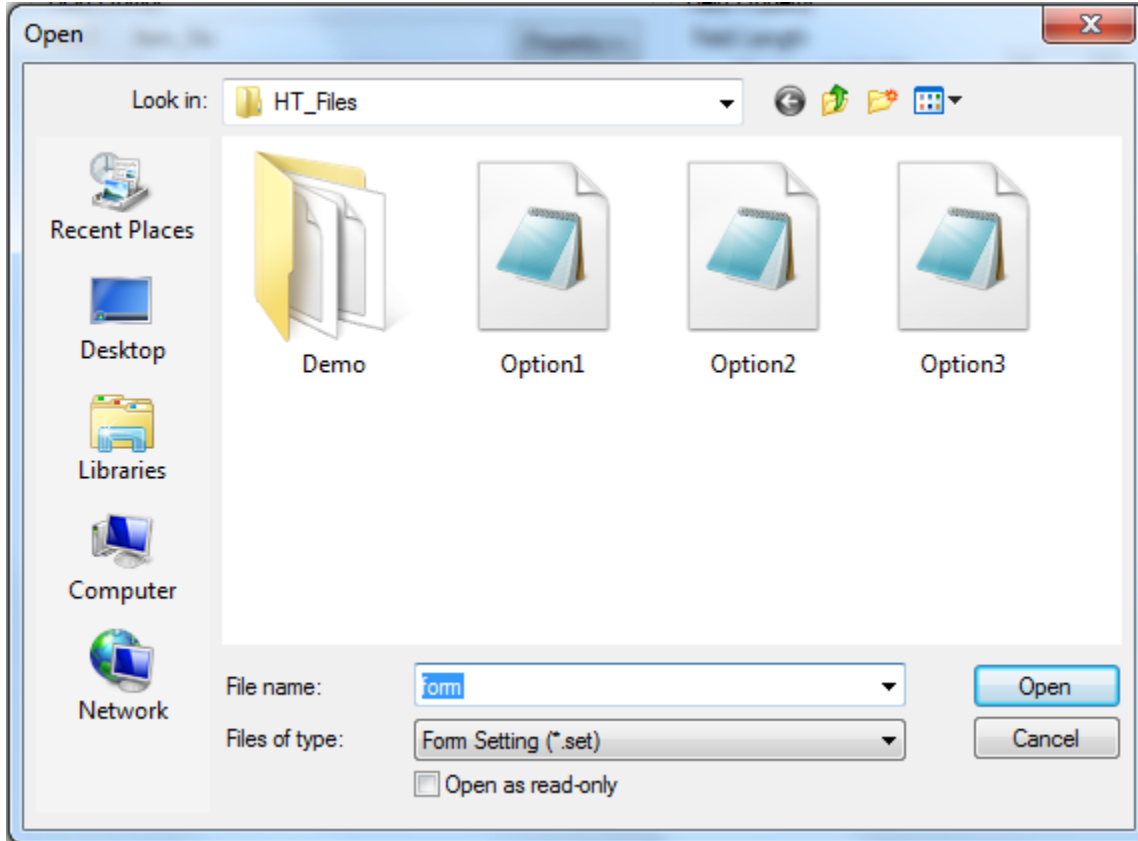 Open
Look in: HT_Files
Recent Places
Desktop
Libraries
Computer
Network
Demo Option1 Option2 Option3
File name: form Open
Files of type: Form Setting (*.set) Cancel
Open as read-only